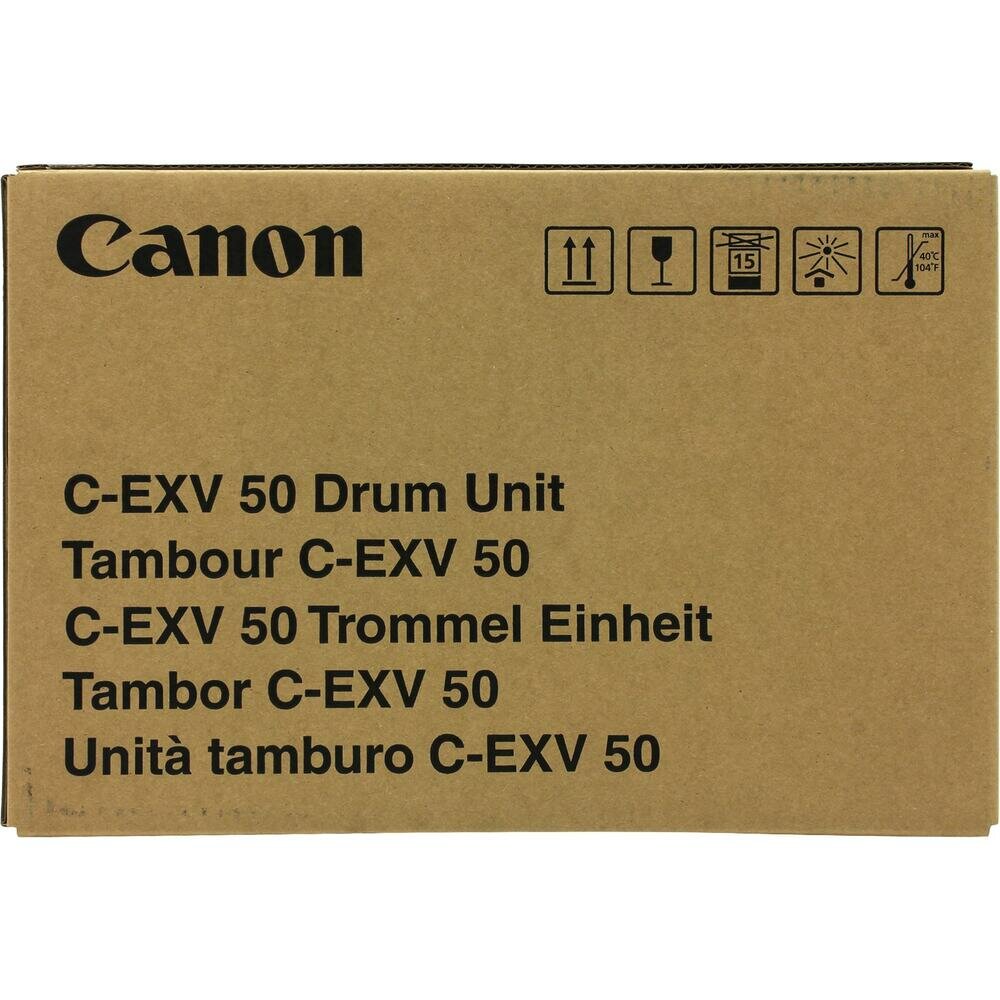 Canon
15
max
40°C
104°F
C-EXV 50 Drum Unit
Tambour C-EXV 50
C-EXV 50 Trommel Einheit
Tambor C-EXV 50
Unità tamburo C-EXV 50